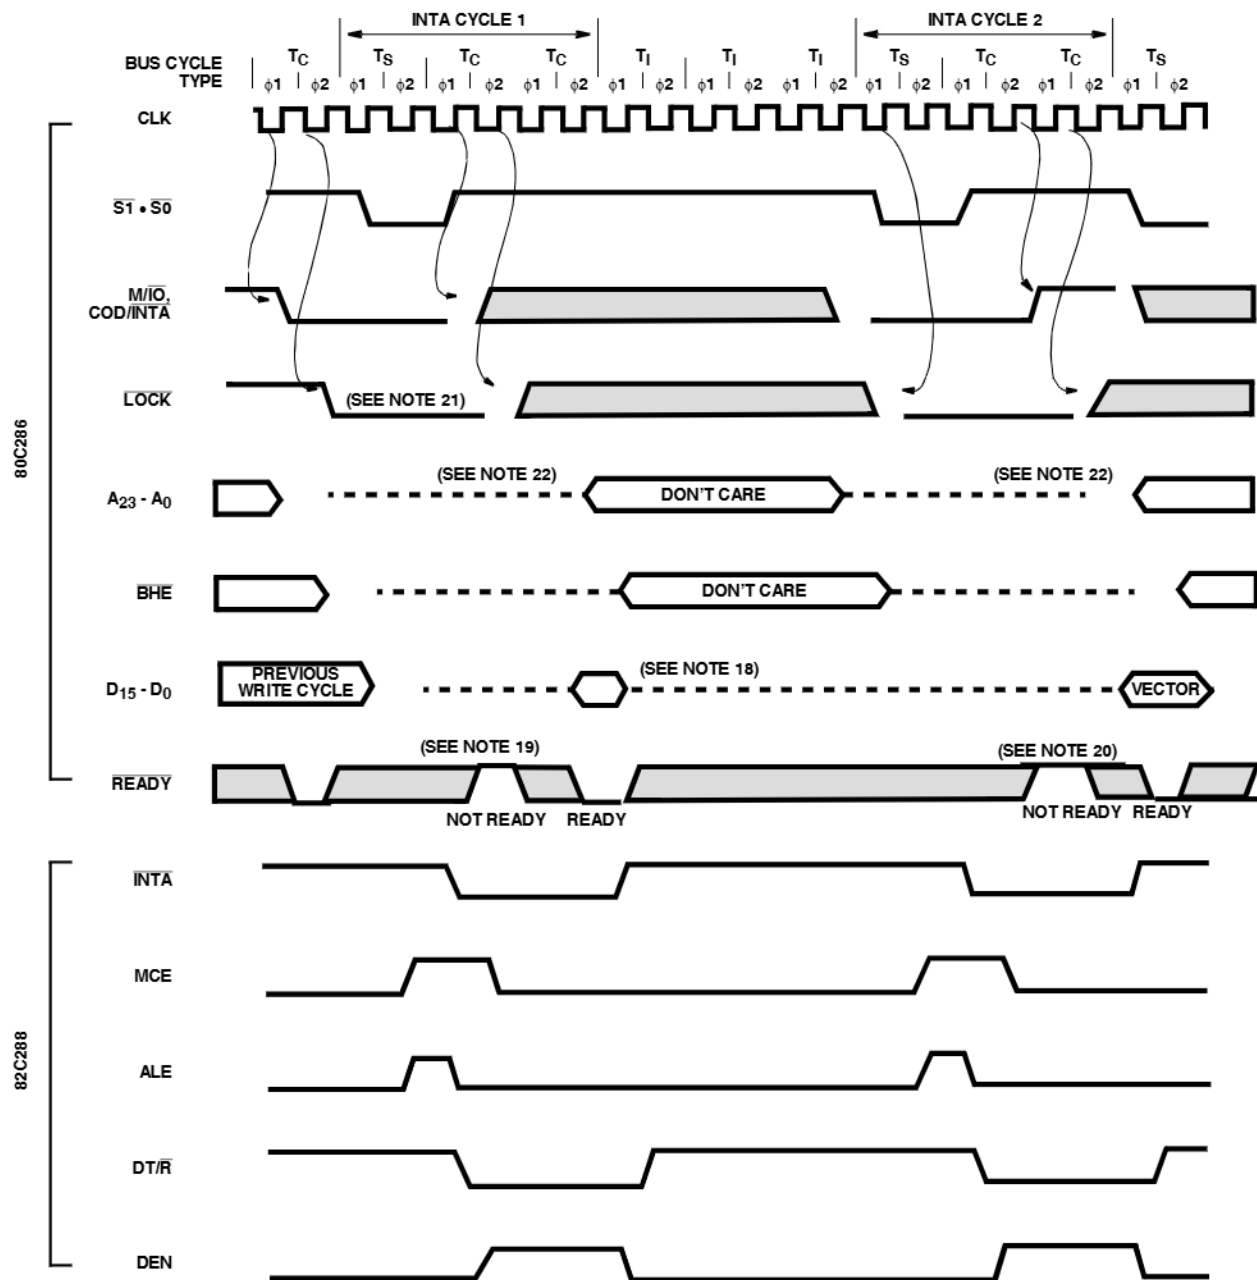 INTA CYCLE 1 INTA CYCLE 2
BUS CYCLE TYPE TC TS TC TC TI TI TI TS TC TC TS
ϕ1 ϕ2 ϕ1 ϕ2 ϕ1 ϕ2 ϕ1 ϕ2 ϕ1 ϕ2 ϕ1 ϕ2 ϕ1 ϕ2 ϕ1 ϕ2 ϕ1 ϕ2 ϕ1 ϕ2 ϕ1 ϕ2
CLK
S1 • S0
M/IO,
COD/INTA
LOCK (SEE NOTE 21)
80C286
(SEE NOTE 22) (SEE NOTE 22)
A23 - A0 DON'T CARE
BHE DON'T CARE
(SEE NOTE 18)
D15 - D0 PREVIOUS WRITE CYCLE VECTOR
(SEE NOTE 19) (SEE NOTE 20)
READY
NOT READY READY NOT READY READY
INTA
MCE
82C288
ALE
DT/R
DEN